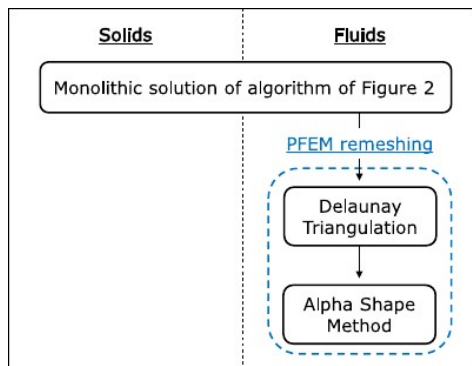 Solids Fluids
Monolithic solution of algorithm of Figure 2
PFEM remeshing
Delaunay
Triangulation
Alpha Shape
Method